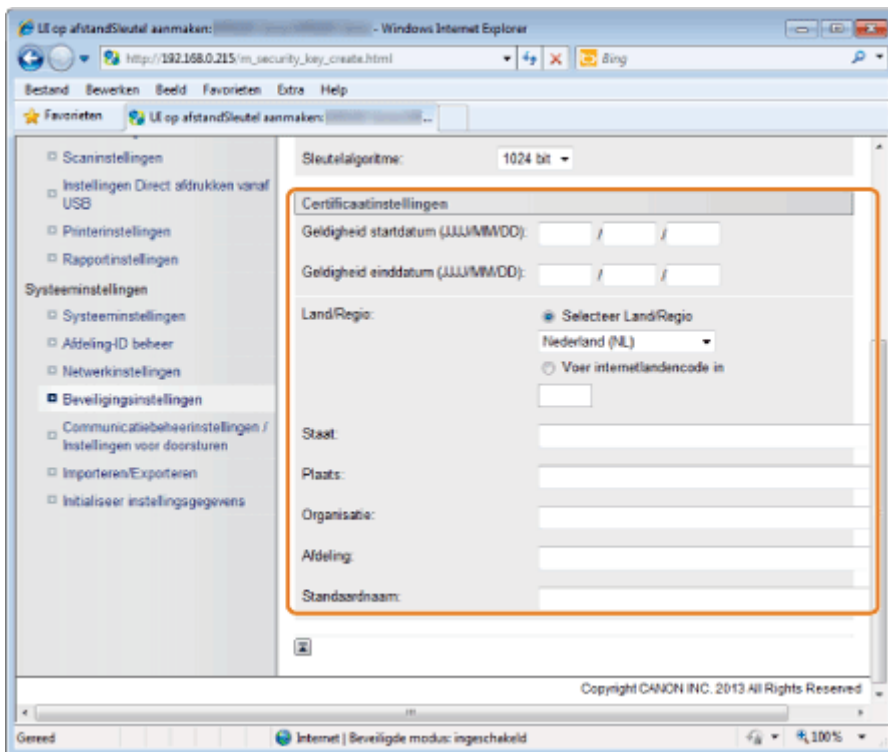 UI op afstandSleutel aanmaken: - Windows Internet Explorer
http://192.168.0.215/m_security_key_create.html
Bing
Bestand Bewerken Beeld Favorieten Extra Help
Favorieten UI op afstandSleutel aanmaken: ...
Scaninstellingen
Instellingen Direct afdrukken vanaf
USB
Printerinstellingen
Rapportinstellingen
Systeeminstellingen
Systeeminstellingen
Afdeling-ID beheer
Netwerkinstellingen
Beveiligingsinstellingen
Communicatiebeheerinstellingen /
Instellingen voor doorsturen
Importeren/Exporteren
Initialiseer instellingsgegevens
Sleutelalgoritme: 1024 bit
Certificaatinstellingen
Geldigheid startdatum (JJJJ/MM/DD): / /
Geldigheid einddatum (JJJJ/MM/DD): / /
Land/Regio: Selecteer Land/Regio
Nederland (NL)
Voer internetlandencode in
Staat:
Plaats:
Organisatie:
Afdeling:
Standaardnaam:
Copyright CANON INC. 2013 All Rights Reserved
Gereed Internet | Beveiligde modus: ingeschakeld 100%